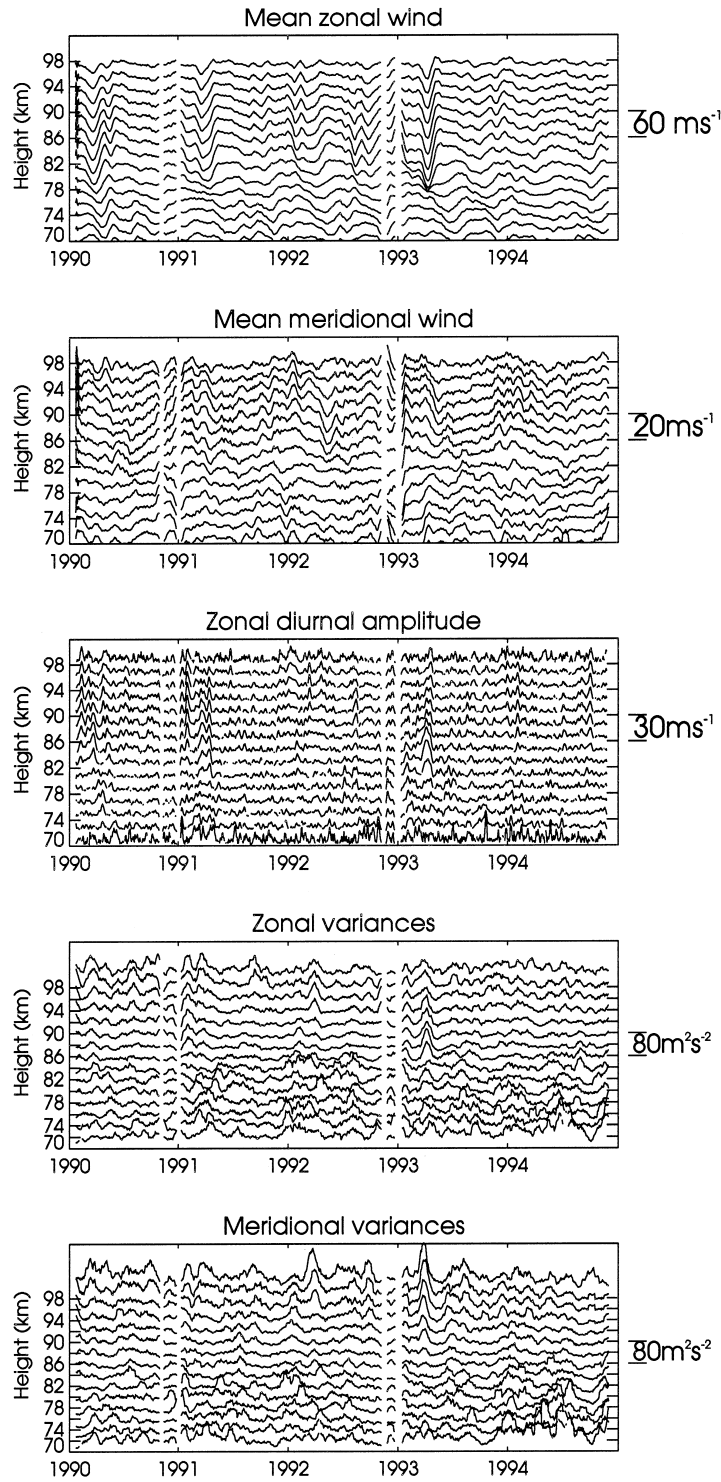 Mean zonal wind
98
94
90
86
82
78
74
70
Height (km)
60 ms-1
1990 1991 1992 1993 1994
Mean meridional wind
98
94
90
86
82
78
74
70
Height (km)
20ms-1
1990 1991 1992 1993 1994
Zonal diurnal amplitude
98
94
90
86
82
78
74
70
Height (km)
30ms-1
1990 1991 1992 1993 1994
Zonal variances
98
94
90
86
82
78
74
70
Height (km)
80m2s-2
1990 1991 1992 1993 1994
Meridional variances
98
94
90
86
82
78
74
70
Height (km)
80m2s-2
1990 1991 1992 1993 1994